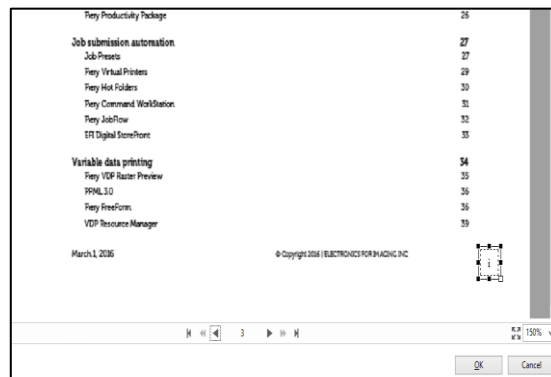 Fiery Productivity Package 26
Job submission automation 27
Job Presets 27
Fiery Virtual Printers 29
Fiery Hot Folders 30
Fiery Command WorkStation 31
Fiery JobFlow 32
EFI Digital StoreFront 33
Variable data printing 34
Fiery VDP Raster Preview 35
PPML 3.0 36
Fiery FreeForm 36
VDP Resource Manager 39
March 1, 2016 © Copyright 2016 | ELECTRONICS FOR IMAGING, INC i
3 150%
OK Cancel